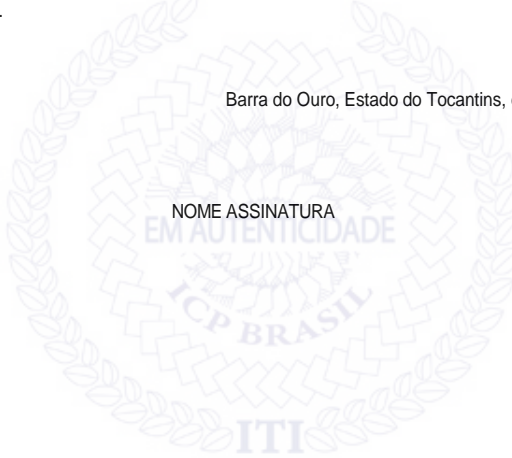 Barra do Ouro, Estado do Tocantins,
NOME ASSINATURA
EM AUTENTICIDADE
ICP BRASIL
ITI